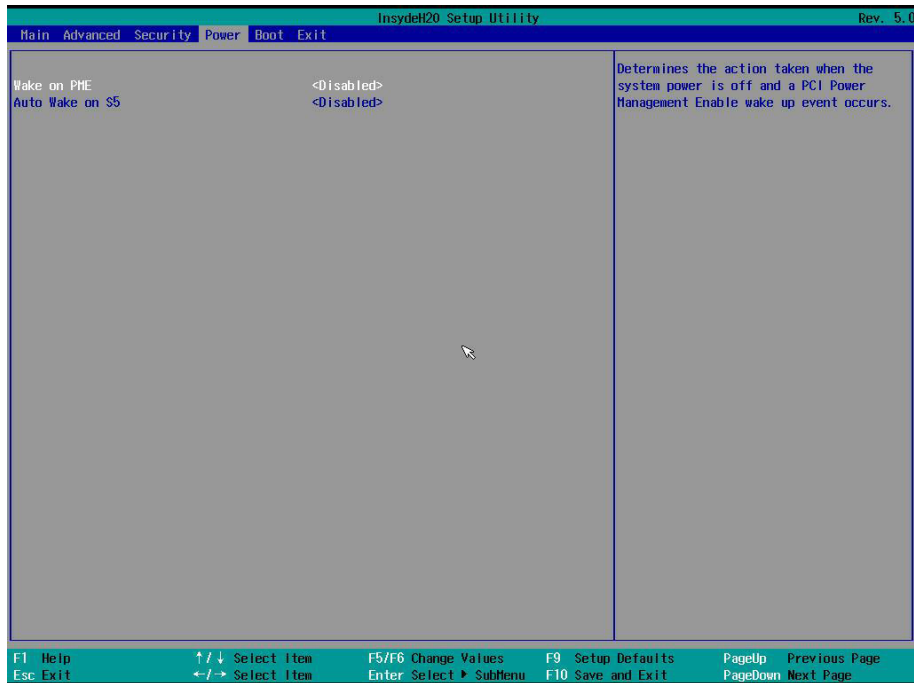 InsydeH20 Setup Utility Rev. 5.0
Main Advanced Security Power Boot Exit
Wake on PME <Disabled>
Auto Wake on S5 <Disabled>
Determines the action taken when the
system power is off and a PCI Power
Management Enable wake up event occurs.
F1 Help ↑/↓ Select Item F5/F6 Change Values F9 Setup Defaults PageUp Previous Page
Esc Exit ←/→ Select Item Enter Select ▶ SubMenu F10 Save and Exit PageDown Next Page